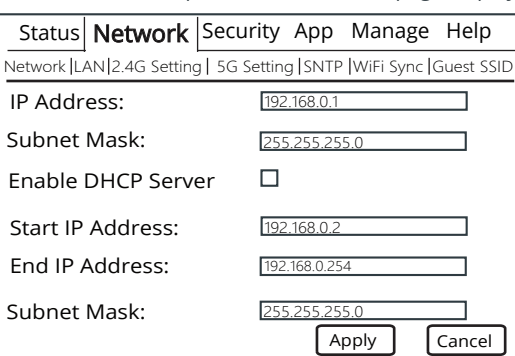 Status Network Security App Manage Help
Network|LAN|2.4G Setting| 5G Setting|SNTP|WiFi Sync|Guest SSID
IP Address: 192.168.0.1
Subnet Mask: 255.255.255.0
Enable DHCP Server
Start IP Address: 192.168.0.2
End IP Address: 192.168.0.254
Subnet Mask: 255.255.255.0
Apply Cancel